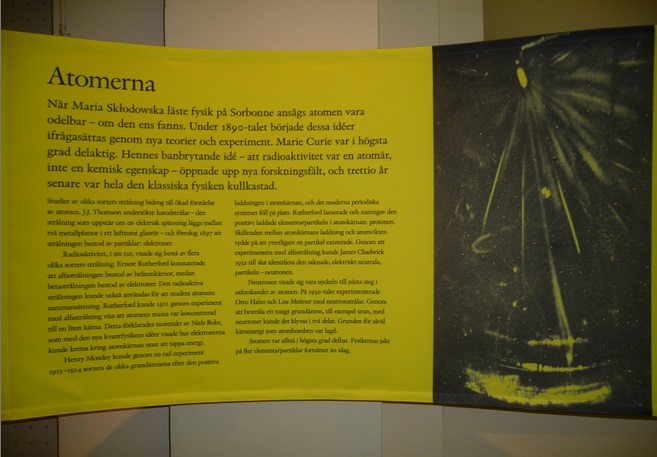 Atomerna
När Maria Skłodowska läste fysik på Sorbonne ansågs atomen vara
odelbar – om den ens fanns. Under 1890-talet började dessa idéer
ifrågasättas genom nya teorier och experiment. Marie Curie var i högsta
grad delaktig. Hennes banbrytande idé – att radioaktivitet var en atomär,
inte en kemisk egenskap – öppnade upp nya forskningsfält, och trettio år
senare var hela den klassiska fysiken kullkastad.
Studier av olika sorters strålning bidrog till ökad förståelse
av atomen. J.J. Thomson undersökte katodstrålar – den
strålning som uppstår om en elektrisk spänning läggs mellan
två metallplattor i ett lufttomt glasrör – och föreslog 1897 att
strålningen bestod av partiklar: elektroner.
Radioaktivitet, i sin tur, visade sig bestå av flera
olika sorters strålning. Ernest Rutherford konstaterade
att alfastrålningen bestod av heliumkärnor, medan
betastrålningen bestod av elektroner. Den radioaktiva
strålningen kunde också användas för att studera atomens
sammansättning. Rutherford kunde 1911 genom experiment
med alfastrålning visa att atomens massa var koncentrerad
till en liten kärna. Detta förklarades teoretiskt av Niels Bohr,
som med den nya kvantfysikens idéer visade hur elektronerna
kunde kretsa kring atomkärnan utan att tappa energi.
Henry Moseley kunde genom en rad experiment
1913–1914 sortera de olika grundämnena efter den positiva
laddningen i atomkärnan, och det moderna periodiska
systemet föll på plats. Rutherford lanserade och namngav den
positivt laddade elementarpartikeln i atomkärnan: protonen.
Skillnaden mellan atomkärnans laddning och atomvikten
tydde på att ytterligare en partikel existerade. Genom att
experimentera med alfastrålning kunde James Chadwick
1932 till slut identifiera den saknade, elektriskt neutrala,
partikeln – neutronen.
Neutronen visade sig vara nyckeln till nästa steg i
utforskandet av atomen. På 1930-talet experimenterade
Otto Hahn och Lise Meitner med neutronstrålar. Genom
att bestråla ett tungt grundämne, till exempel uran, med
neutroner kunde det klyvas i två delar. Grunden för såväl
kärnenergi som atombomben var lagd.
Atomen var alltså i högsta grad delbar. Fysikernas jakt
på fler elementarpartiklar fortsätter än idag.